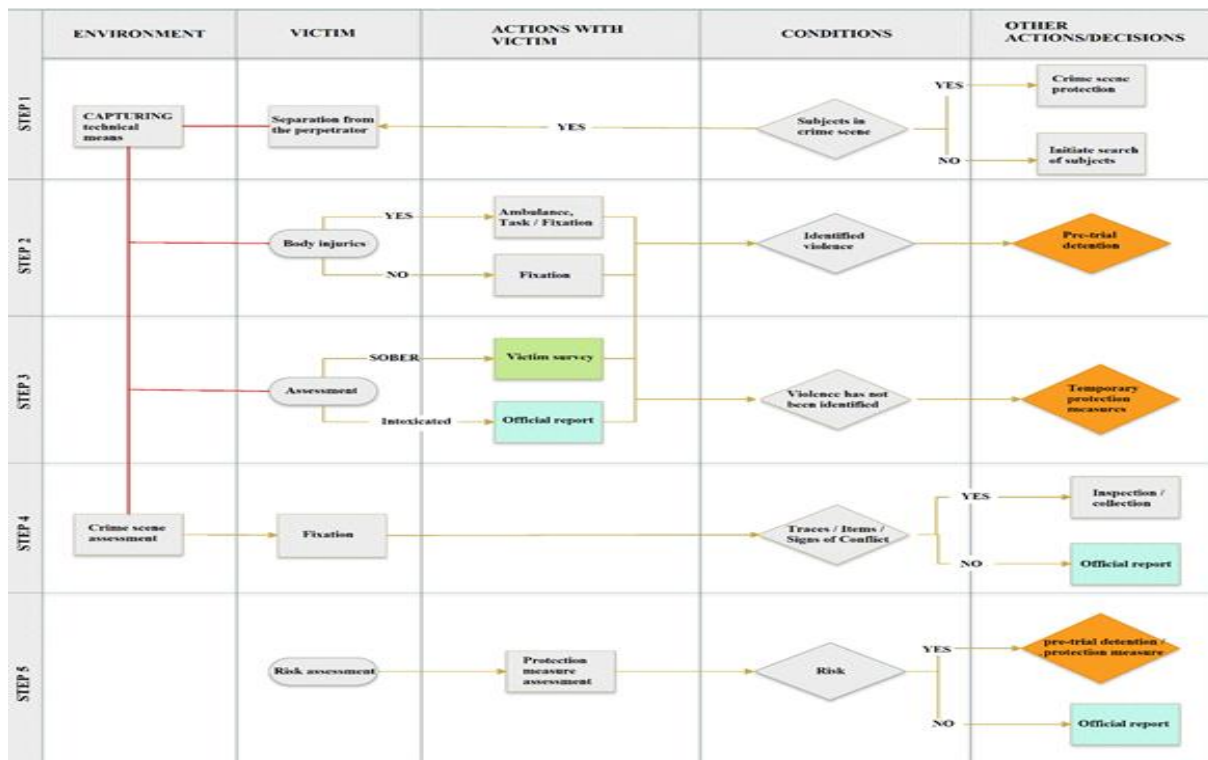 ENVIRONMENT
VICTIM
ACTIONS WITH
VICTIM
CONDITIONS
OTHER
ACTIONS/DECISIONS
STEP 1
CAPTURING
technical
means
Separation from
the perpetrator
YES
Subjects in
crime scene
YES
Crime scene
protection
NO
Initiate search
of subjects
STEP 2
Body injuries
YES
Ambulance,
Task / Fixation
NO
Fixation
Identified
violence
Pre-trial
detention
STEP 3
Assessment
SOBER
Victim survey
Intoxicated
Official report
Violence has not
been identified
Temporary
protection
measures
STEP 4
Crime scene
assessment
Fixation
Traces / Items /
Signs of Conflict
YES
Inspection /
collection
NO
Official report
STEP 5
Risk assessment
Protection
measure
assessment
Risk
YES
pre-trial detention /
protection measure
NO
Official report